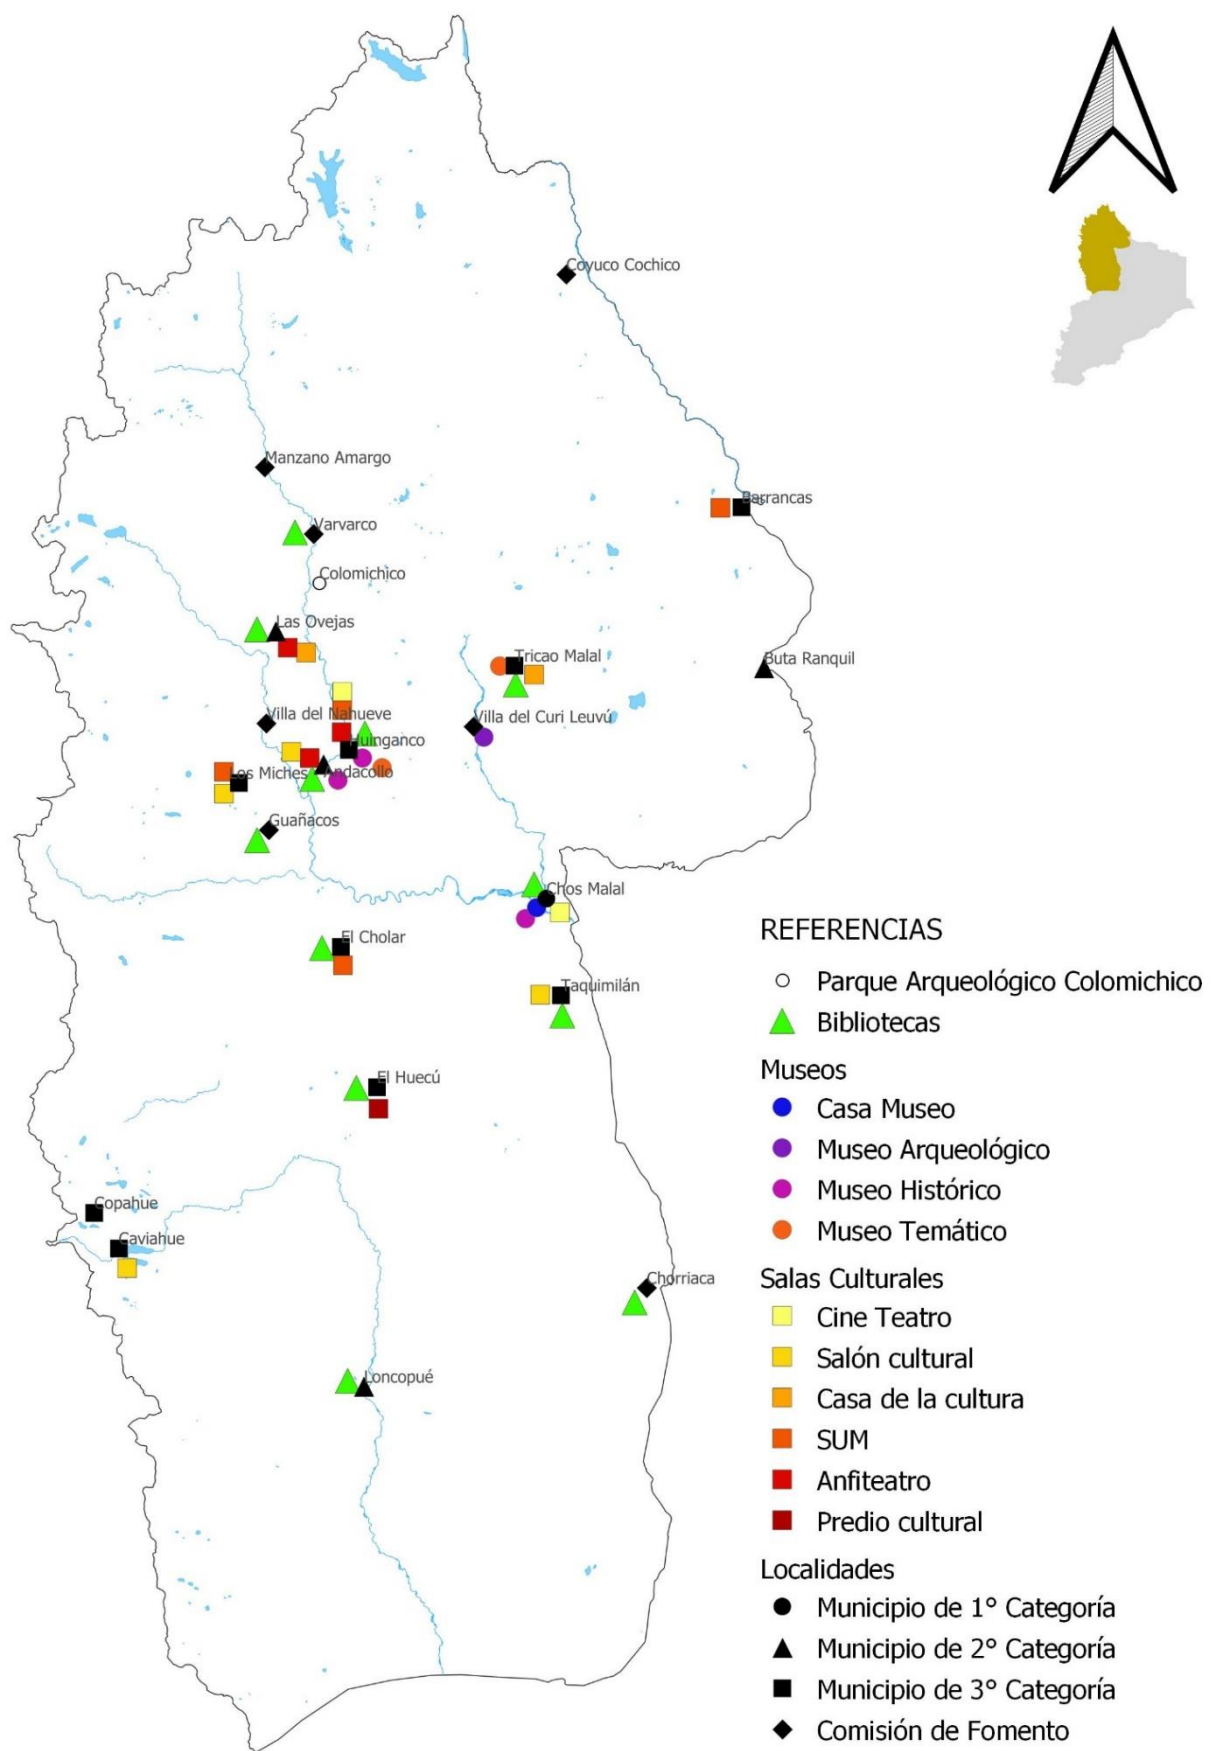 Coyuco Cochico
Manzano Amargo
Barrancas
Varvarco
Colomichico
Las Ovejas
Tricao Malal
Buta Ranquil
Villa del Nahueve
Villa del Curi Leuvú
Huinganco
Los Miches
Andacollo
Guañacos
Chos Malal
El Cholar
Taquimilán
El Huecú
Copahue
Caviahue
Chorriaca
Loncopué
REFERENCIAS
Parque Arqueológico Colomichico
Bibliotecas
Museos
Casa Museo
Museo Arqueológico
Museo Histórico
Museo Temático
Salas Culturales
Cine Teatro
Salón cultural
Casa de la cultura
SUM
Anfiteatro
Predio cultural
Localidades
Municipio de 1° Categoría
Municipio de 2° Categoría
Municipio de 3° Categoría
Comisión de Fomento